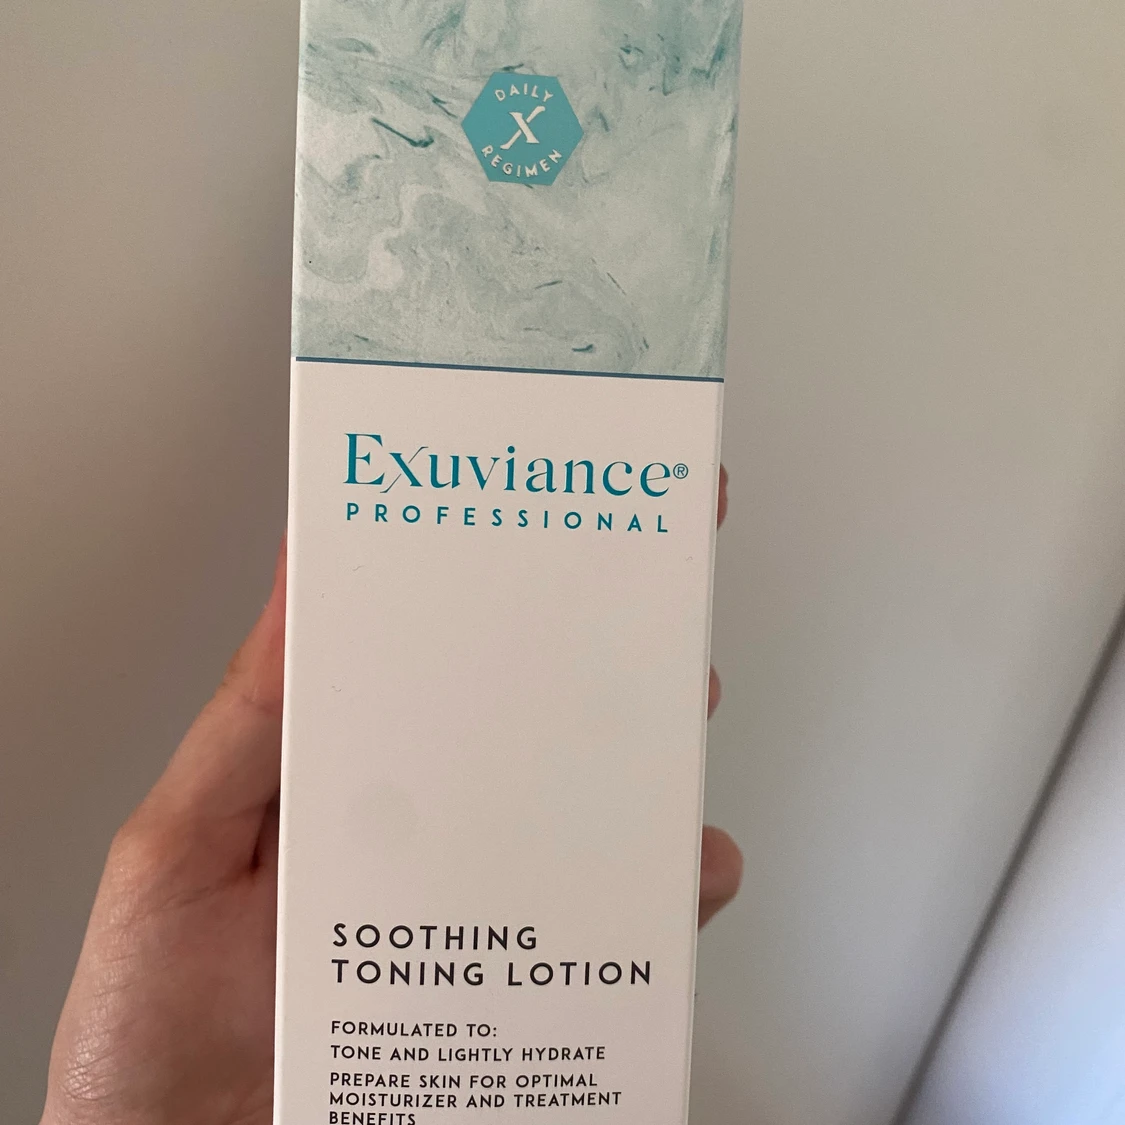 DAILY
X
REGIMEN
Exuviance®
PROFESSIONAL
SOOTHING
TONING LOTION
FORMULATED TO:
TONE AND LIGHTLY HYDRATE
PREPARE SKIN FOR OPTIMAL
MOISTURIZER AND TREATMENT
BENEFITS